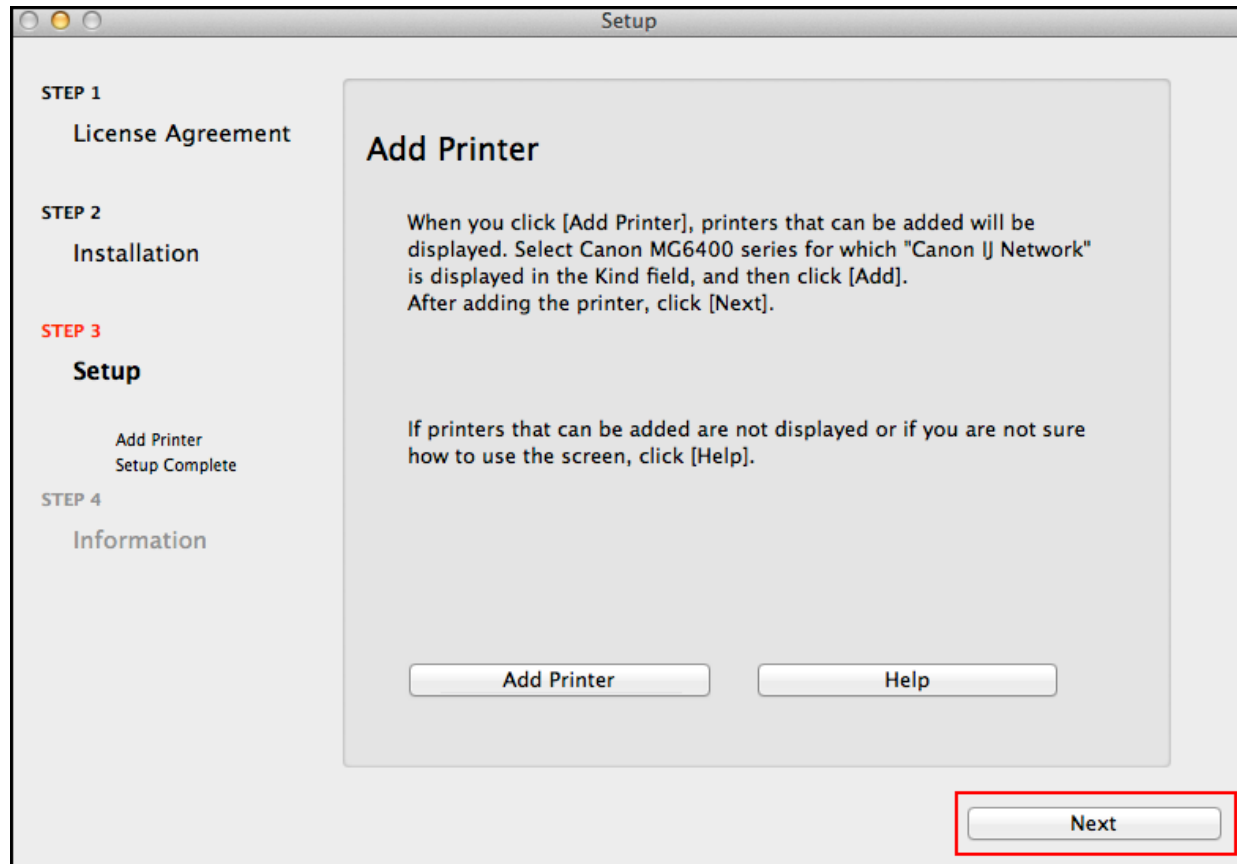 Setup
STEP 1
License Agreement
STEP 2
Installation
STEP 3
Setup
Add Printer
Setup Complete
STEP 4
Information
Add Printer
When you click [Add Printer], printers that can be added will be
displayed. Select Canon MG6400 series for which "Canon IJ Network"
is displayed in the Kind field, and then click [Add].
After adding the printer, click [Next].
If printers that can be added are not displayed or if you are not sure
how to use the screen, click [Help].
Add Printer
Help
Next